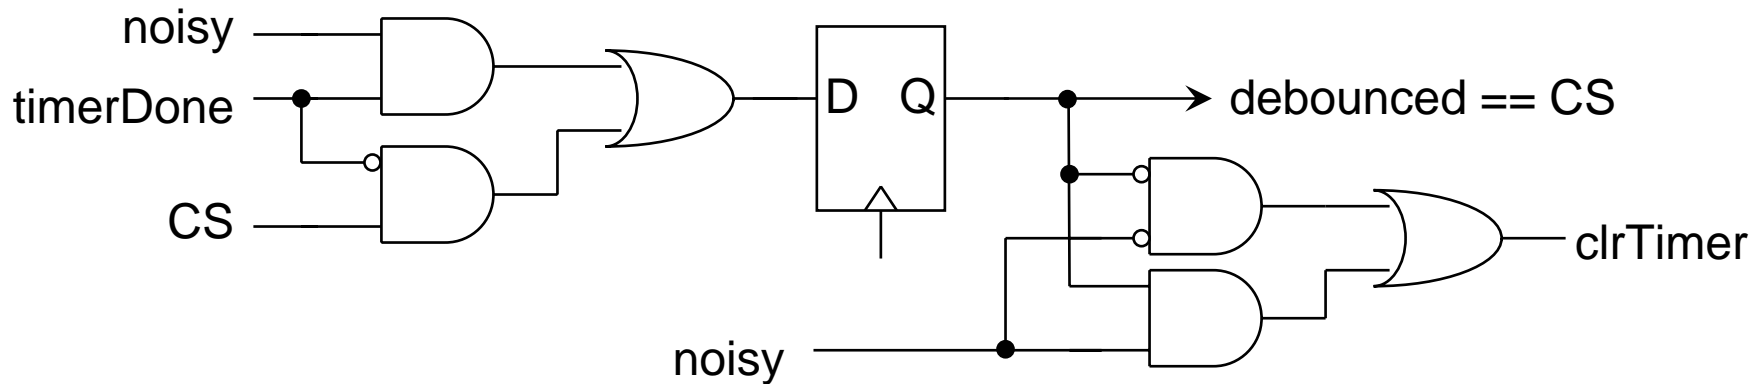 noisy
timerDone
CS
D Q
debounced == CS
clrTimer
noisy